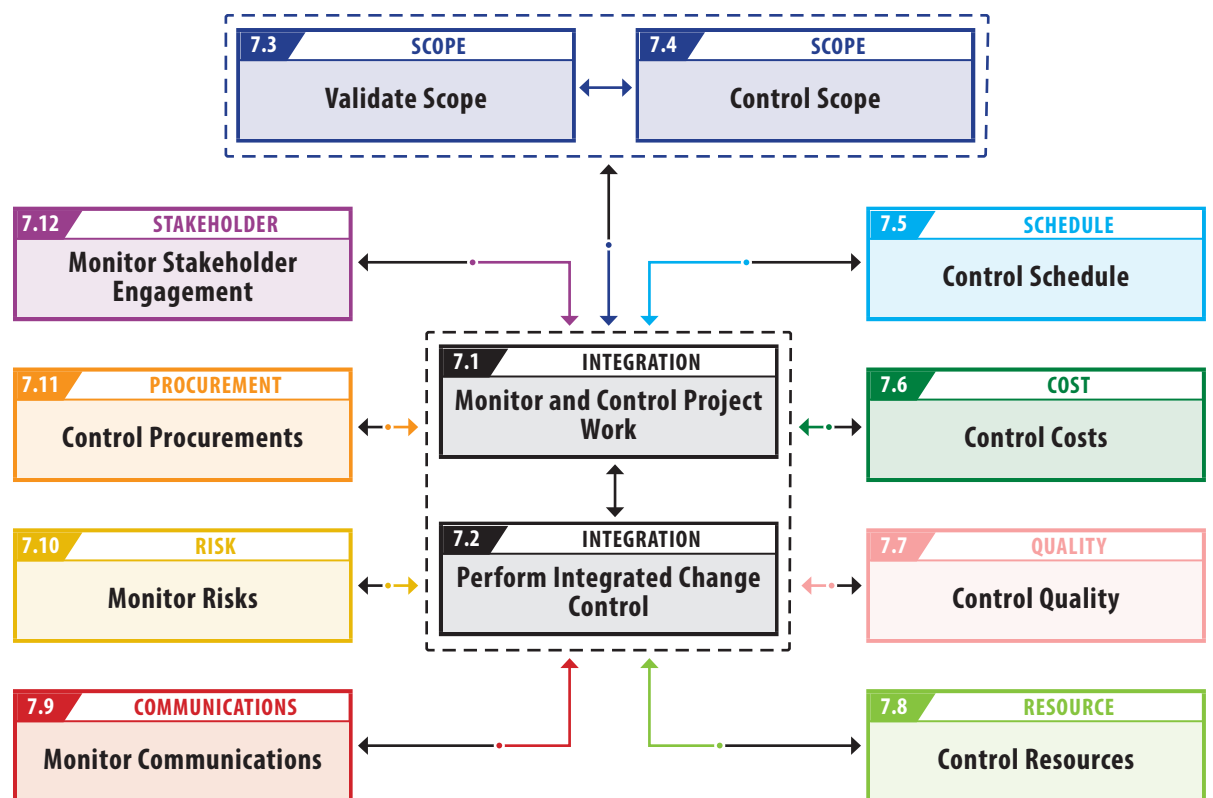 7.3 SCOPE
Validate Scope
7.4 SCOPE
Control Scope
7.12 STAKEHOLDER
Monitor Stakeholder
Engagement
7.5 SCHEDULE
Control Schedule
7.1 INTEGRATION
Monitor and Control Project
Work
7.11 PROCUREMENT
Control Procurements
7.6 COST
Control Costs
7.2 INTEGRATION
Perform Integrated Change
Control
7.10 RISK
Monitor Risks
7.7 QUALITY
Control Quality
7.9 COMMUNICATIONS
Monitor Communications
7.8 RESOURCE
Control Resources